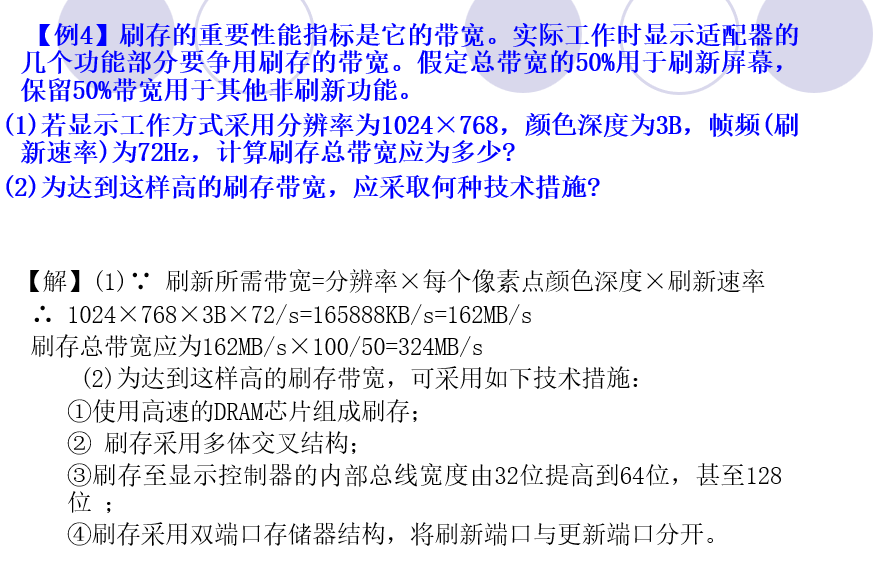 【例4】刷存的重要性能指标是它的带宽。实际工作时显示适配器的
几个功能部分要争用刷存的带宽。假定总带宽的50%用于刷新屏幕，
保留50%带宽用于其他非刷新功能。
(1)若显示工作方式采用分辨率为1024×768，颜色深度为3B，帧频(刷
新速率)为72Hz，计算刷存总带宽应为多少?
(2)为达到这样高的刷存带宽，应采取何种技术措施?
【解】(1)∵ 刷新所需带宽=分辨率×每个像素点颜色深度×刷新速率
∴ 1024×768×3B×72/s=165888KB/s=162MB/s
刷存总带宽应为162MB/s×100/50=324MB/s
(2)为达到这样高的刷存带宽，可采用如下技术措施：
①使用高速的DRAM芯片组成刷存；
② 刷存采用多体交叉结构；
③刷存至显示控制器的内部总线宽度由32位提高到64位，甚至128
位 ；
④刷存采用双端口存储器结构，将刷新端口与更新端口分开。